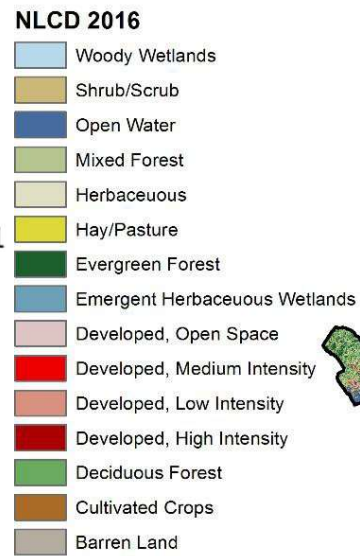 NLCD 2016
Woody Wetlands
Shrub/Scrub
Open Water
Mixed Forest
Herbaceuous
Hay/Pasture
Evergreen Forest
Emergent Herbaceuous Wetlands
Developed, Open Space
Developed, Medium Intensity
Developed, Low Intensity
Developed, High Intensity
Deciduous Forest
Cultivated Crops
Barren Land